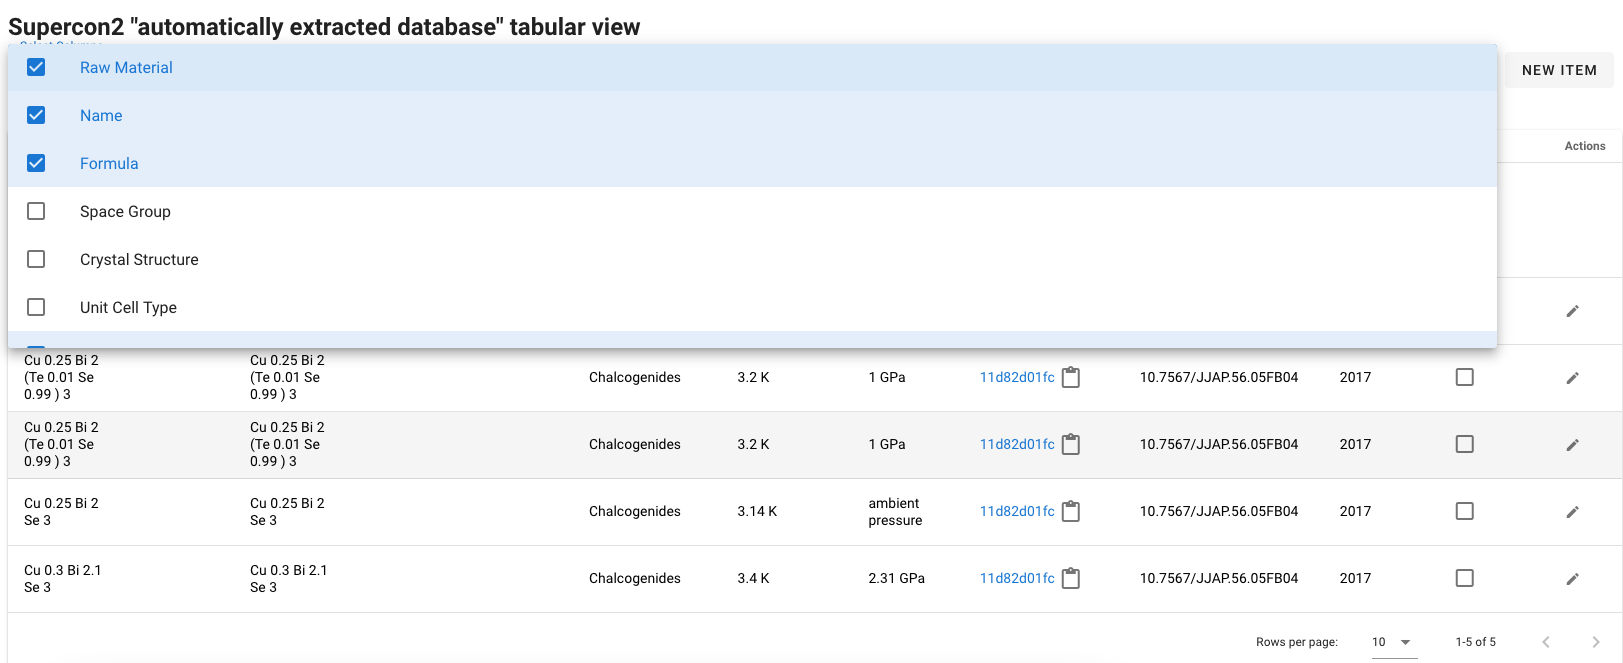 Supercon2 "automatically extracted database" tabular view
Raw Material
NEW ITEM
Name
Formula
Actions
Space Group
Crystal Structure
Unit Cell Type
Cu 0.25 Bi 2
(Te 0.01 Se
0.99 ) 3
Cu 0.25 Bi 2
(Te 0.01 Se
0.99 ) 3
Chalcogenides
3.2 K
1 GPa
11d82d01fc
10.7567/JJAP.56.05FB04
2017
Cu 0.25 Bi 2
(Te 0.01 Se
0.99 ) 3
Cu 0.25 Bi 2
(Te 0.01 Se
0.99 ) 3
Chalcogenides
3.2 K
1 GPa
11d82d01fc
10.7567/JJAP.56.05FB04
2017
Cu 0.25 Bi 2
Se 3
Cu 0.25 Bi 2
Se 3
Chalcogenides
3.14 K
ambient
pressure
11d82d01fc
10.7567/JJAP.56.05FB04
2017
Cu 0.3 Bi 2.1
Se 3
Cu 0.3 Bi 2.1
Se 3
Chalcogenides
3.4 K
2.31 GPa
11d82d01fc
10.7567/JJAP.56.05FB04
2017
Rows per page:
10
1-5 of 5